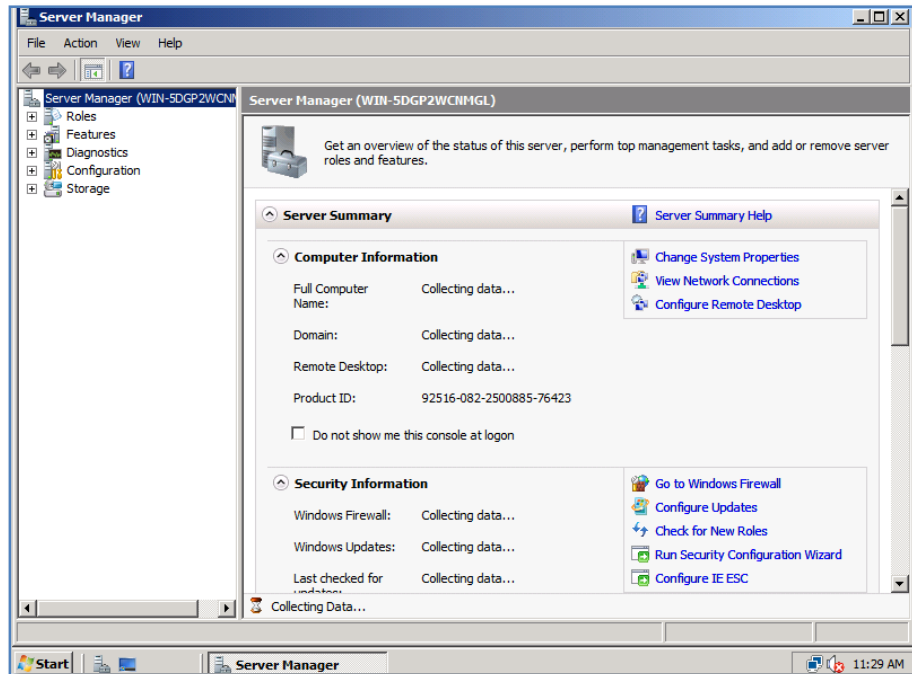 Server Manager
File Action View Help
Server Manager (WIN-5DGP2WCNM
Roles
Features
Diagnostics
Configuration
Storage
Server Manager (WIN-5DGP2WCNMGL)
Get an overview of the status of this server, perform top management tasks, and add or remove server
roles and features.
Server Summary
Server Summary Help
Computer Information
Full Computer
Name:
Collecting data...
Domain: Collecting data...
Remote Desktop: Collecting data...
Product ID: 92516-082-2500885-76423
Do not show me this console at logon
Change System Properties
View Network Connections
Configure Remote Desktop
Security Information
Windows Firewall: Collecting data...
Windows Updates: Collecting data...
Last checked for
updates:
Collecting data...
Go to Windows Firewall
Configure Updates
Check for New Roles
Run Security Configuration Wizard
Configure IE ESC
Collecting Data...
Start
Server Manager
11:29 AM